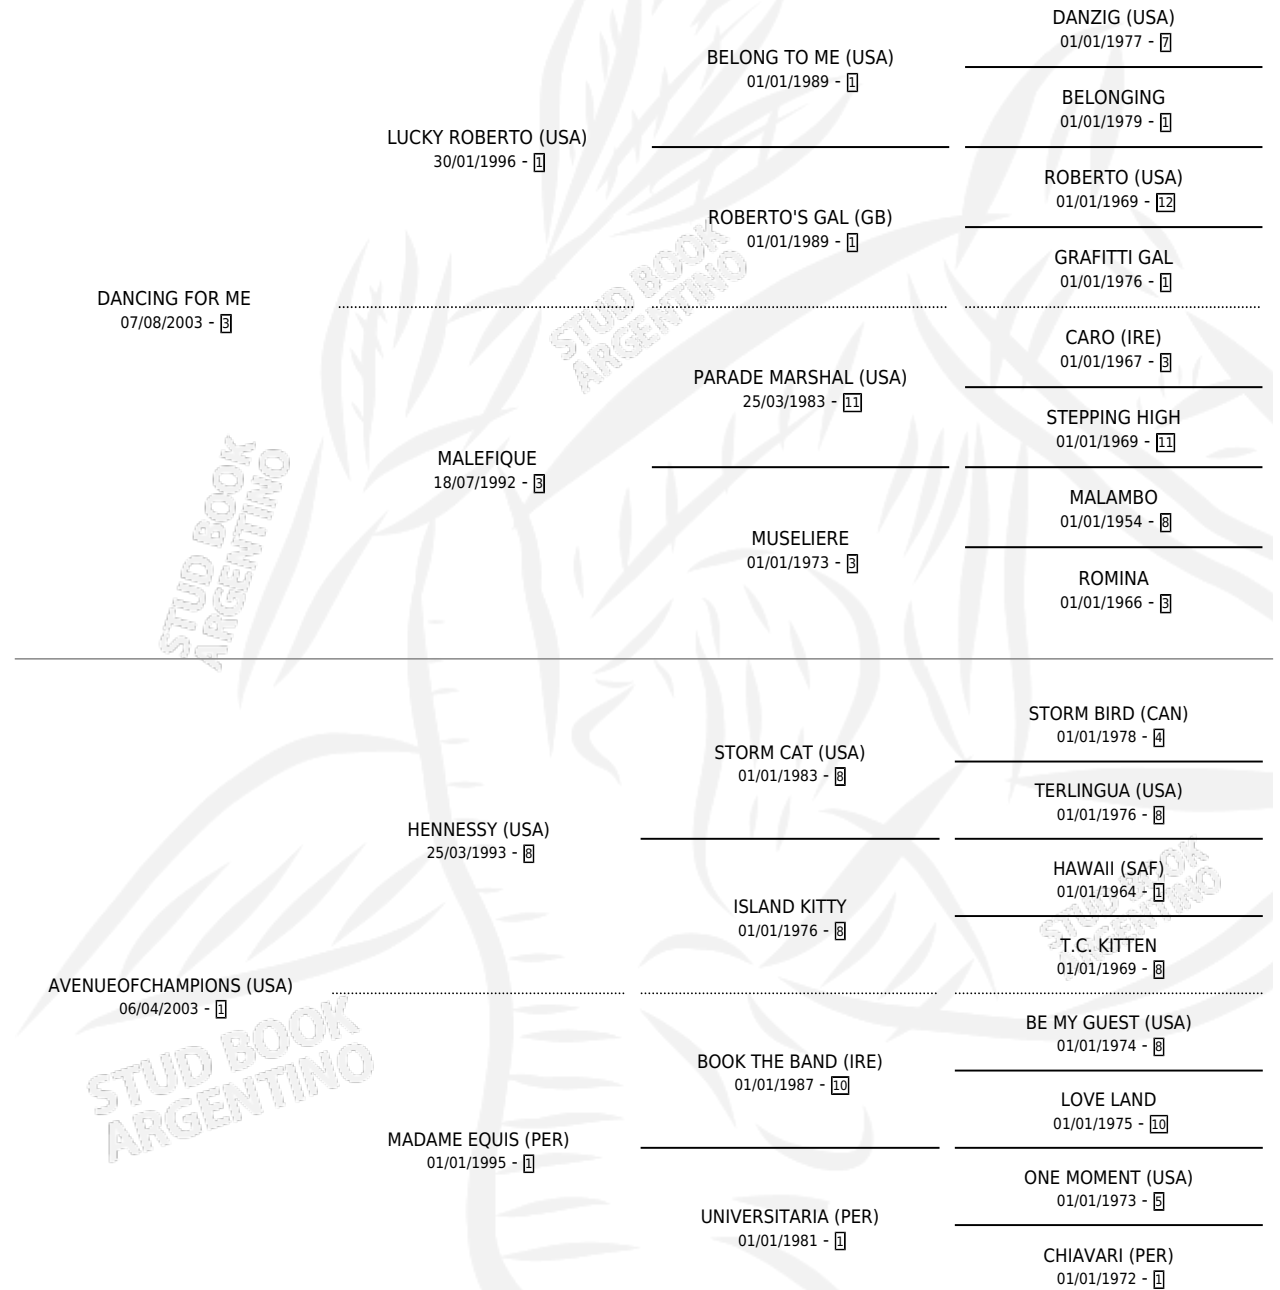 DANZIG (USA)
01/01/1977 - 7
BELONG TO ME (USA)
01/01/1989 - 1
BELONGING
01/01/1979 - 1
LUCKY ROBERTO (USA)
30/01/1996 - 1
ROBERTO (USA)
01/01/1969 - 12
ROBERTO'S GAL (GB)
01/01/1989 - 1
GRAFITTI GAL
01/01/1976 - 1
DANCING FOR ME
07/08/2003 - 3
CARO (IRE)
01/01/1967 - 3
PARADE MARSHAL (USA)
25/03/1983 - 11
STEPPING HIGH
01/01/1969 - 11
MALEFIQUE
18/07/1992 - 3
MALAMBO
01/01/1954 - 8
MUSELIERE
01/01/1973 - 3
ROMINA
01/01/1966 - 3
STORM BIRD (CAN)
01/01/1978 - 4
STORM CAT (USA)
01/01/1983 - 8
TERLINGUA (USA)
01/01/1976 - 8
HENNESSY (USA)
25/03/1993 - 8
HAWAII (SAF)
01/01/1964 - 1
ISLAND KITTY
01/01/1976 - 8
T.C. KITTEN
01/01/1969 - 8
AVENUEOFCHAMPIONS (USA)
06/04/2003 - 1
BE MY GUEST (USA)
01/01/1974 - 8
BOOK THE BAND (IRE)
01/01/1987 - 10
LOVE LAND
01/01/1975 - 10
MADAME EQUIS (PER)
01/01/1995 - 1
ONE MOMENT (USA)
01/01/1973 - 5
UNIVERSITARIA (PER)
01/01/1981 - 1
CHIAVARI (PER)
01/01/1972 - 1
STUD BOOK
ARGENTINO
STUD BOOK
ARGENTINO
STUD BOOK
ARGENTINO
STUD BOOK
ARGENTINO